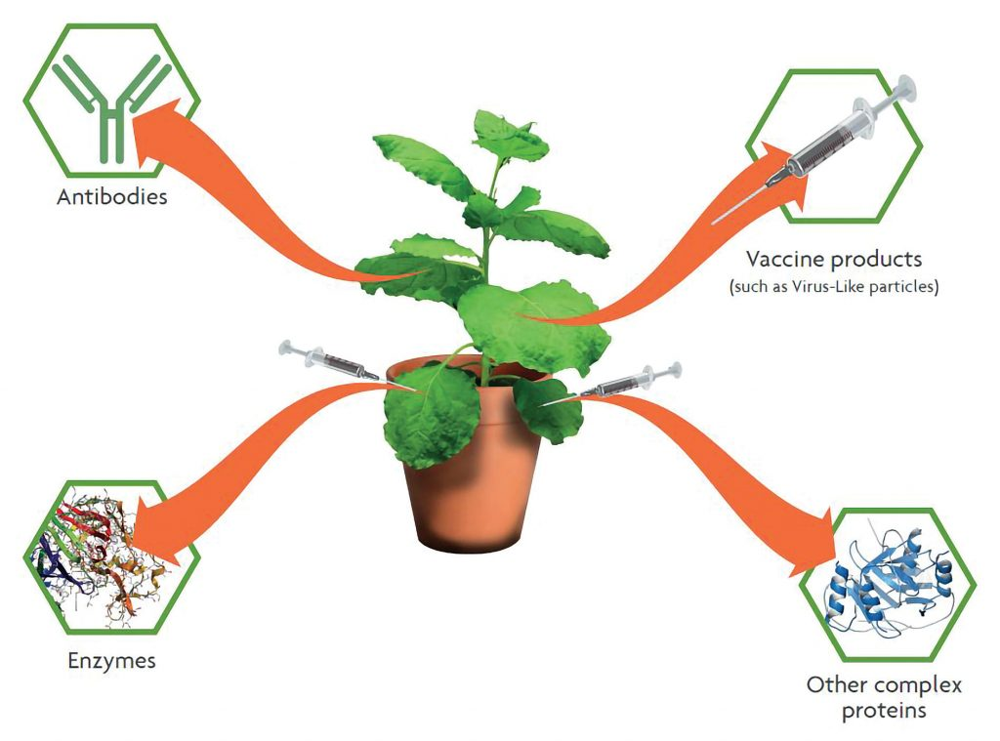 Antibodies
Vaccine products
(such as Virus-Like particles)
Enzymes
Other complex
proteins